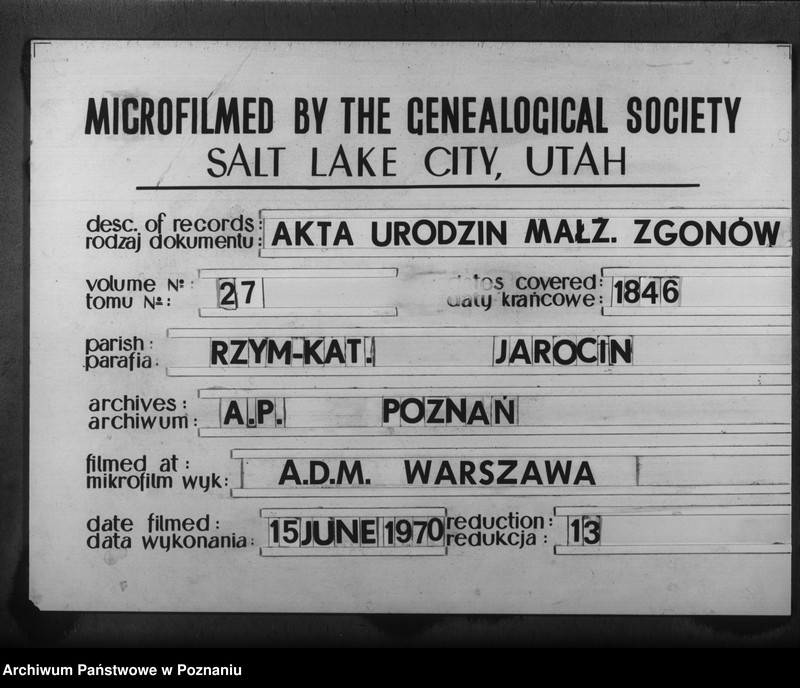 MICROFILMED BY THE GENEALOGICAL SOCIETY
SALT LAKE CITY, UTAH
desc. of records: AKTA URODZIN MAŁŻ. ZGONÓW
rodzaj dokumentu:
volume №: 27
tomu №:
covered: 1846
daty krańcowe:
parish: RZYM-KAT. JAROCIN
parafia:
archives: A.P. POZNAŃ
archiwum:
filmed at: A.D.M. WARSZAWA
mikrofilm wyk:
date filmed: 15 JUNE 1970 reduction: 13
data wykonania: redukcja:
Archiwum Państwowe w Poznaniu